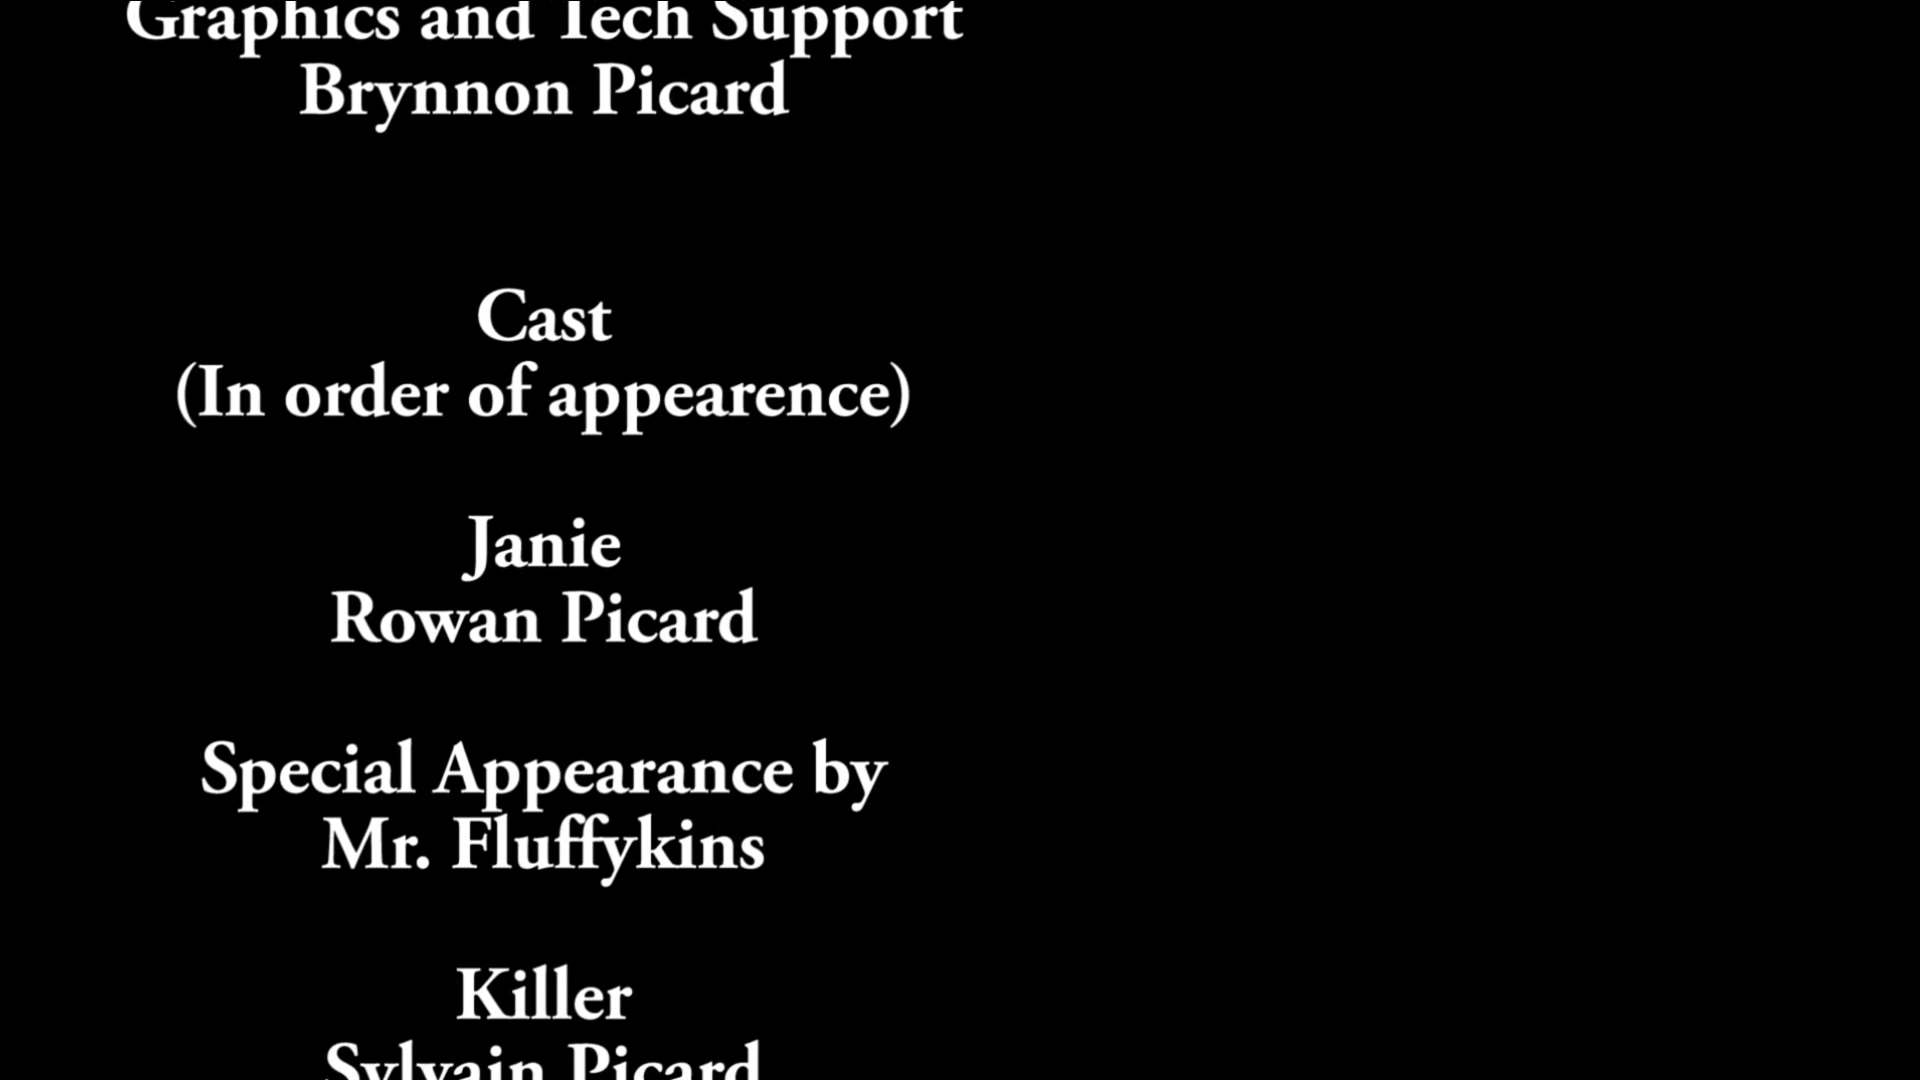 Graphics and Tech Support
Brynnon Picard
Cast
(In order of appearence)
Janie
Rowan Picard
Special Appearance by
Mr. Fluffykins
Killer
Sylvain Picard